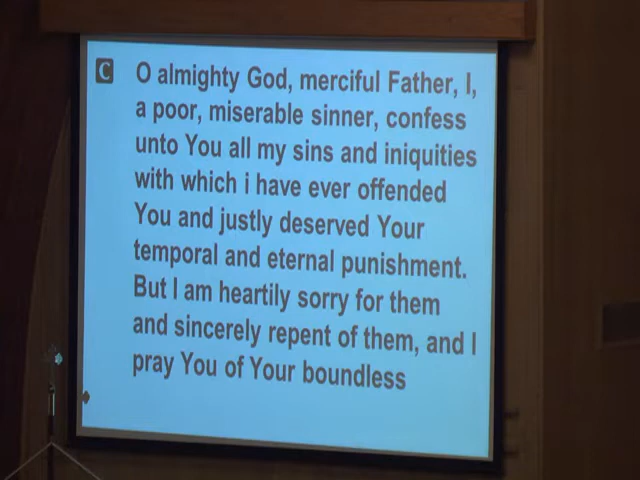 C O almighty God, merciful Father, I,
a poor, miserable sinner, confess
unto You all my sins and iniquities
with which i have ever offended
You and justly deserved Your
temporal and eternal punishment.
But I am heartily sorry for them
and sincerely repent of them, and I
pray You of Your boundless